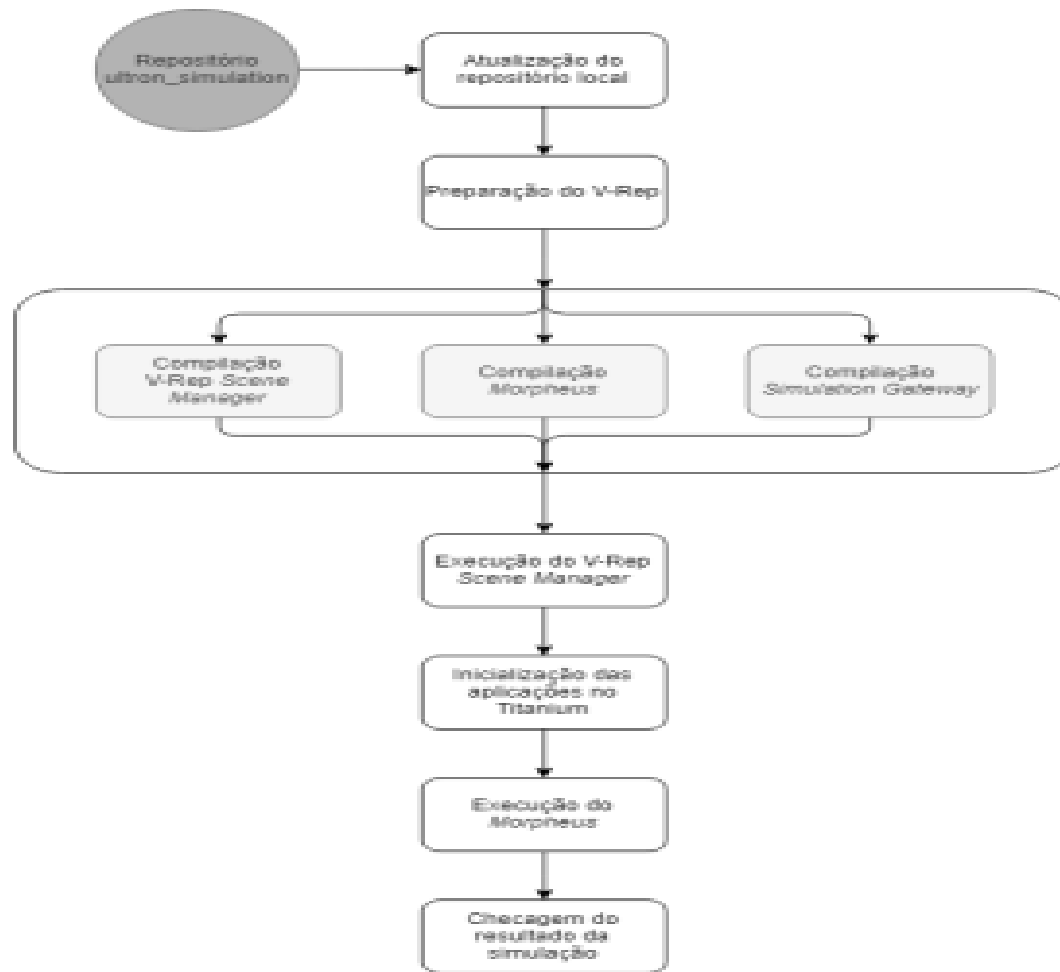 Repositório
ultron_simulation
Atualização do
repositório local
Preparação do V-Rep
Compilação
V-Rep Scene
Manager
Compilação
Morpheus
Compilação
Simulation Gateway
Execução do V-Rep
Scene Manager
Inicialização das
aplicações no
Titanium
Execução do
Morpheus
Checagem do
resultado da
simulação